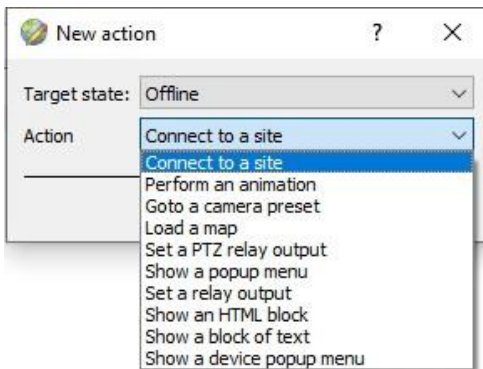 New action ?
Target state: Offline
Action Connect to a site
Connect to a site
Perform an animation
Goto a camera preset
Load a map
Set a PTZ relay output
Show a popup menu
Set a relay output
Show an HTML block
Show a block of text
Show a device popup menu